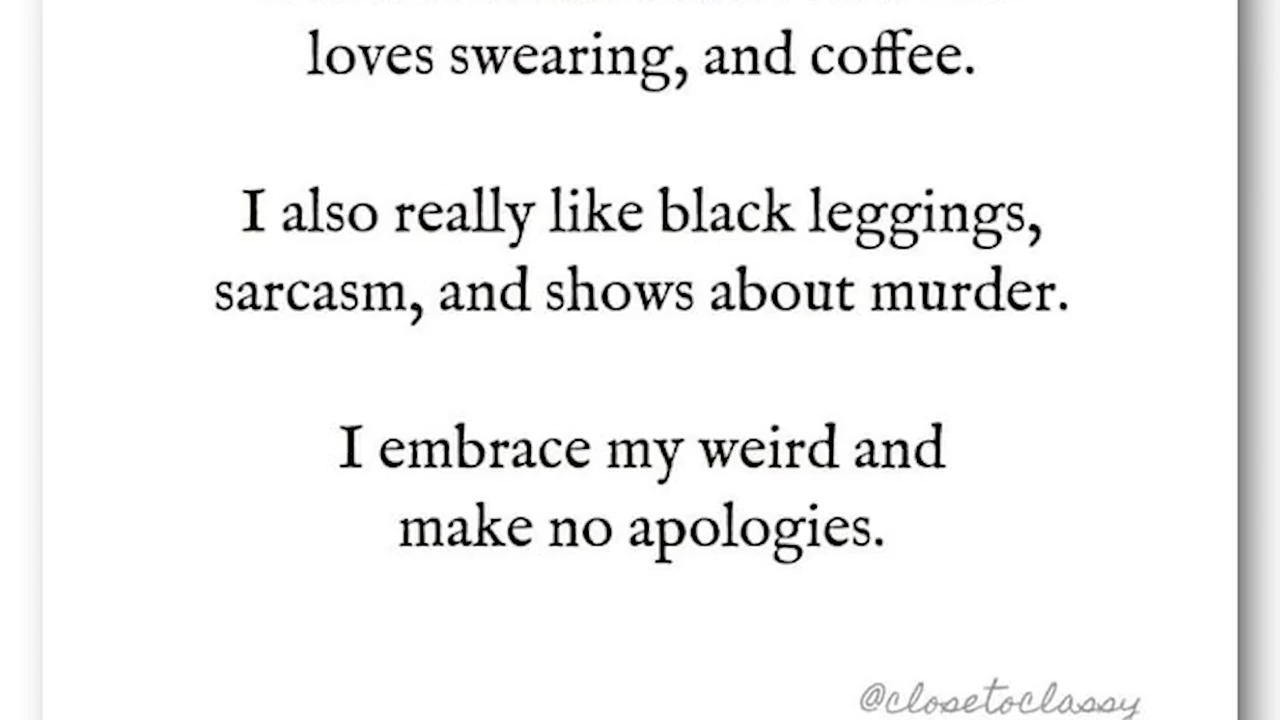 loves swearing, and coffee.
I also really like black leggings,
sarcasm, and shows about murder.
I embrace my weird and
make no apologies.
@closetoclassy